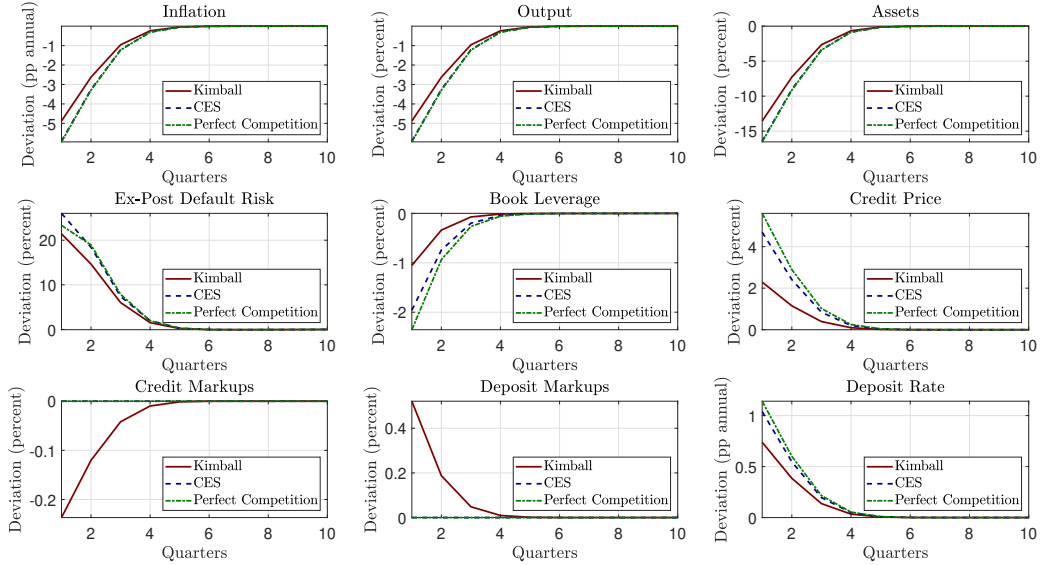 Inflation
Deviation (pp annual)
-1
-2
-3
-4
-5
Kimball
CES
Perfect Competition
2
4
6
8
10
Quarters
Output
Deviation (percent)
-1
-2
-3
-4
-5
Kimball
CES
Perfect Competition
2
4
6
8
10
Quarters
Assets
Deviation (percent)
0
-5
-10
-15
Kimball
CES
Perfect Competition
2
4
6
8
10
Quarters
Ex-Post Default Risk
Deviation (percent)
20
10
0
Kimball
CES
Perfect Competition
2
4
6
8
10
Quarters
Book Leverage
Deviation (percent)
0
-1
-2
Kimball
CES
Perfect Competition
2
4
6
8
10
Quarters
Credit Price
Deviation (percent)
4
2
0
Kimball
CES
Perfect Competition
2
4
6
8
10
Quarters
Credit Markups
Deviation (percent)
0
-0.1
-0.2
Kimball
CES
Perfect Competition
2
4
6
8
10
Quarters
Deposit Markups
Deviation (percent)
0.4
0.2
0
Kimball
CES
Perfect Competition
2
4
6
8
10
Quarters
Deposit Rate
Deviation (pp annual)
1
0.5
0
Kimball
CES
Perfect Competition
2
4
6
8
10
Quarters